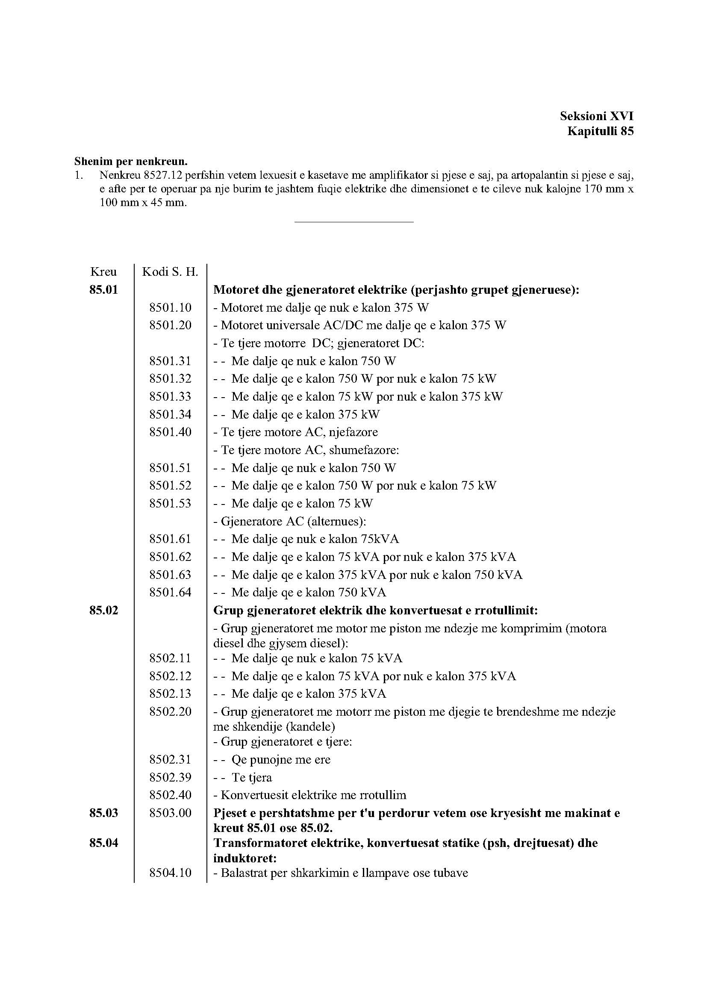 Seksioni XVI
Kapitulli 85
Shenim per nenkreun.
1. Nenkreu 8527.12 perfshin vetem lexuesit e kasetave me amplifikator si pjese e saj, pa artopalantin si pjese e saj,
e afte per te operuar pa nje burim te jashtem fuqie elektrike dhe dimensionet e te cileve nuk kalojne 170 mm x
100 mm x 45 mm.
Kreu Kodi S. H.
85.01 Motoret dhe gjeneratoret elektrike (perjashto grupet gjeneruese):
8501.10 - Motoret me dalje qe nuk e kalon 375 W
8501.20 - Motoret universale AC/DC me dalje qe e kalon 375 W
- Te tjere motorre DC; gjeneratoret DC:
8501.31 - - Me dalje qe nuk e kalon 750 W
8501.32 - - Me dalje qe e kalon 750 W por nuk e kalon 75 kW
8501.33 - - Me dalje qe e kalon 75 kW por nuk e kalon 375 kW
8501.34 - - Me dalje qe e kalon 375 kW
8501.40 - Te tjere motore AC, njefazore
- Te tjere motore AC, shumefazore:
8501.51 - - Me dalje qe nuk e kalon 750 W
8501.52 - - Me dalje qe e kalon 750 W por nuk e kalon 75 kW
8501.53 - - Me dalje qe e kalon 75 kW
- Gjeneratore AC (alternues):
8501.61 - - Me dalje qe nuk e kalon 75kVA
8501.62 - - Me dalje qe e kalon 75 kVA por nuk e kalon 375 kVA
8501.63 - - Me dalje qe e kalon 375 kVA por nuk e kalon 750 kVA
8501.64 - - Me dalje qe e kalon 750 kVA
85.02 Grup gjeneratoret elektrik dhe konvertuesat e rrotullimit:
- Grup gjeneratoret me motor me piston me ndezje me komprimim (motora
diesel dhe gjysem diesel):
8502.11 - - Me dalje qe nuk e kalon 75 kVA
8502.12 - - Me dalje qe e kalon 75 kVA por nuk e kalon 375 kVA
8502.13 - - Me dalje qe e kalon 375 kVA
8502.20 - Grup gjeneratoret me motorr me piston me djegie te brendeshme me ndezje
me shkendije (kandele)
- Grup gjeneratoret e tjere:
8502.31 - - Qe punojne me ere
8502.39 - - Te tjera
8502.40 - Konvertuesit elektrike me rrotullim
85.03 8503.00 Pjeset e pershtatshme per t'u perdorur vetem ose kryesisht me makinat e
kreut 85.01 ose 85.02.
85.04 Transformatoret elektrike, konvertuesat statike (psh, drejtuesat) dhe
induktoret:
8504.10 - Balastrat per shkarkimin e llampave ose tubave